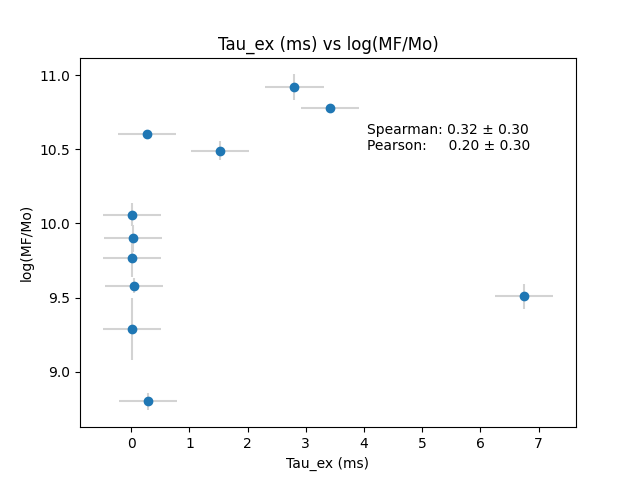 Tau_ex (ms) vs log(MF/Mo)
11.0
10.5
10.0
9.5
9.0
log(MF/Mo)
Spearman: 0.32 ± 0.30
Pearson: 0.20 ± 0.30
0 1 2 3 4 5 6 7
Tau_ex (ms)